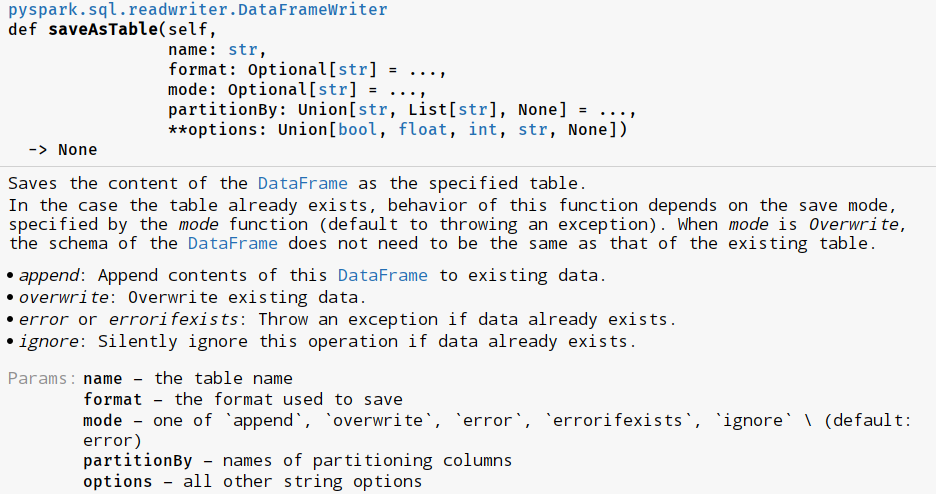 pyspark.sql.readwriter.DataFrameWriter
def saveAsTable(self,
name: str,
format: Optional[str] = ...,
mode: Optional[str] = ...,
partitionBy: Union[str, List[str], None] = ...,
**options: Union[bool, float, int, str, None])
-> None
Saves the content of the DataFrame as the specified table.
In the case the table already exists, behavior of this function depends on the save mode,
specified by the mode function (default to throwing an exception). When mode is Overwrite,
the schema of the DataFrame does not need to be the same as that of the existing table.
• append: Append contents of this DataFrame to existing data.
• overwrite: Overwrite existing data.
• error or errorifexists: Throw an exception if data already exists.
• ignore: Silently ignore this operation if data already exists.
Params: name – the table name
format – the format used to save
mode – one of `append`, `overwrite`, `error`, `errorifexists`, `ignore` \ (default:
error)
partitionBy – names of partitioning columns
options – all other string options